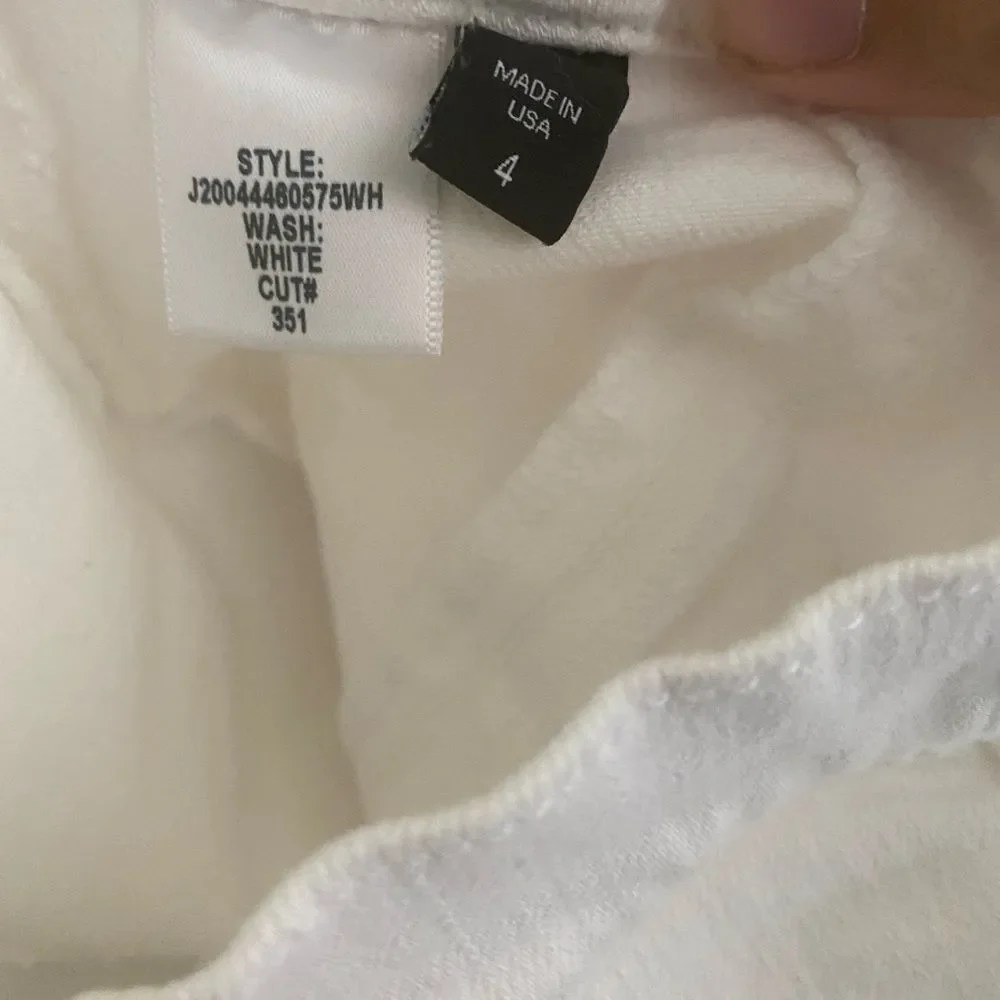 STYLE:
J20044460575WH
WASH:
WHITE
CUT#
351
MADE IN
USA
4